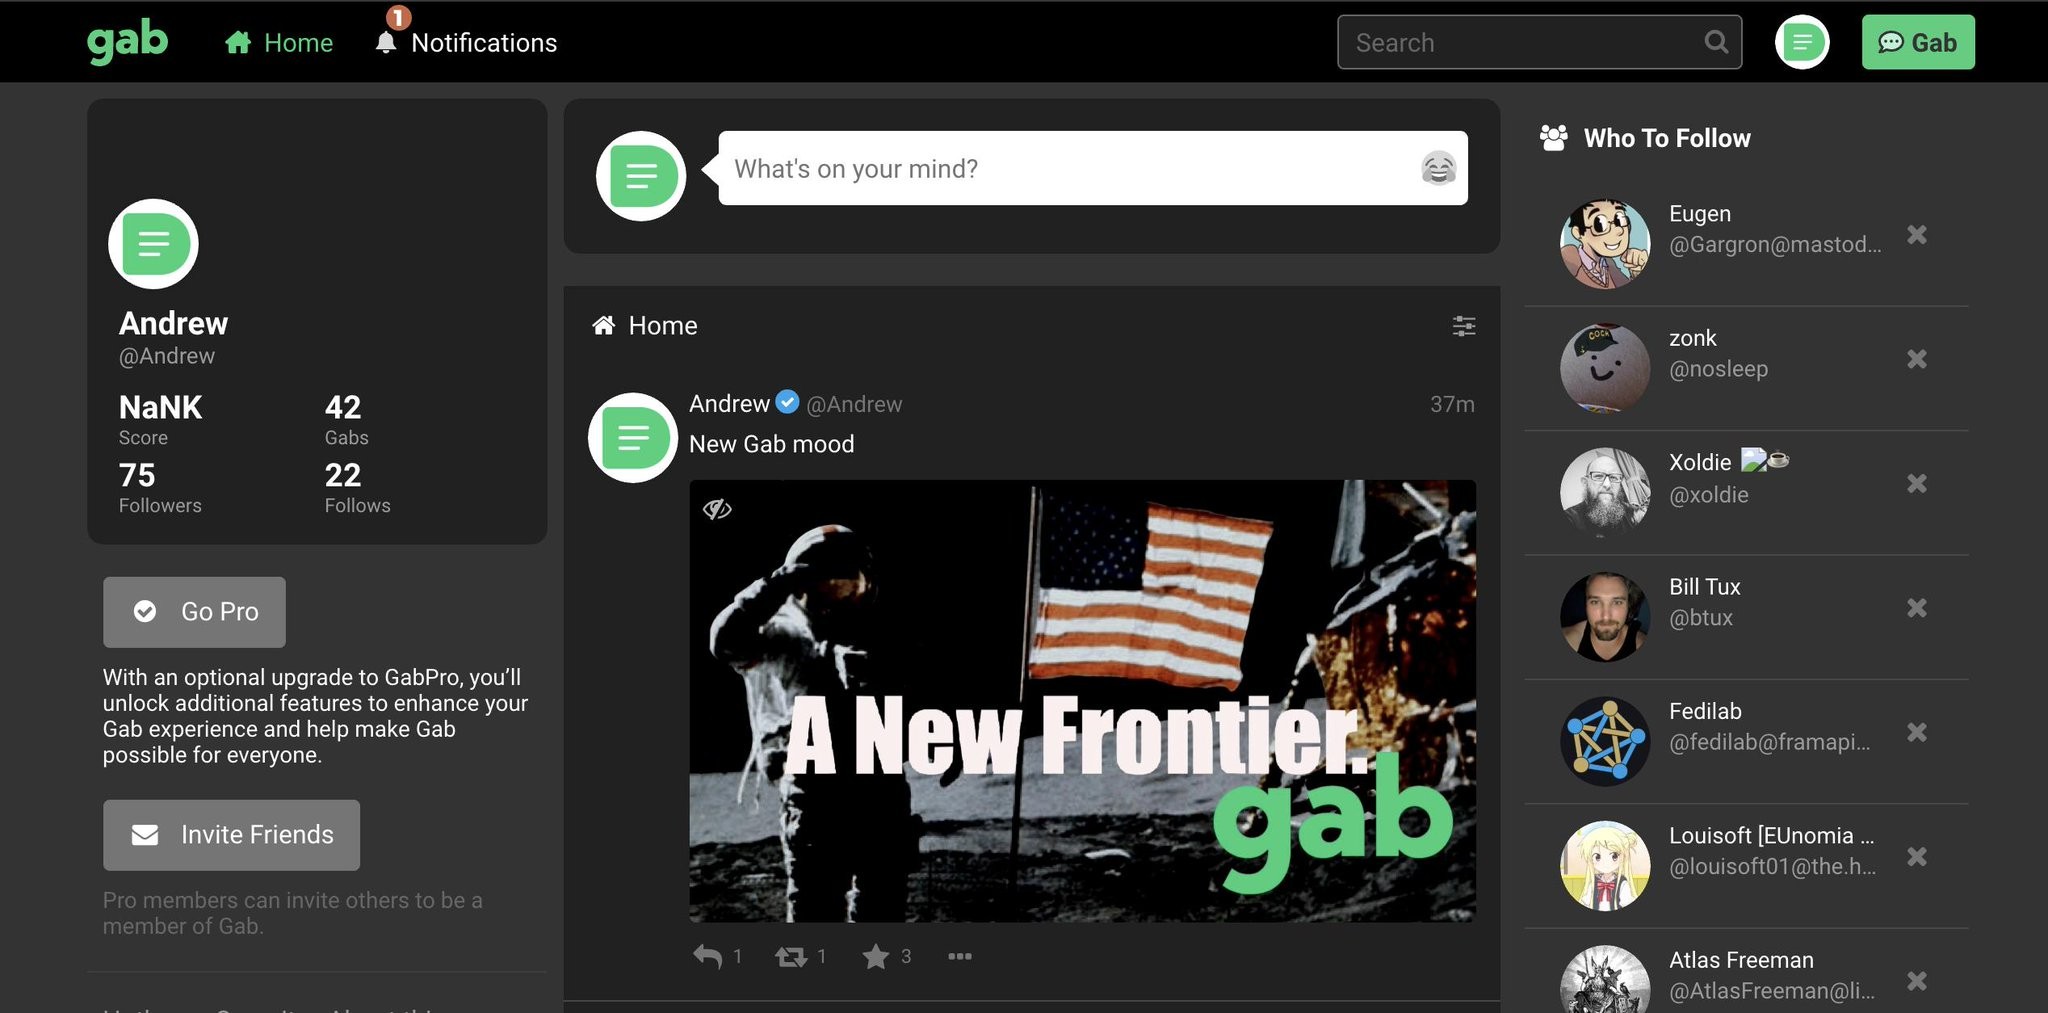 gab
Home
1
Notifications
Search
Gab
Andrew
@Andrew
NaNK
Score
42
Gabs
75
Followers
22
Follows
Go Pro
With an optional upgrade to GabPro, you’ll
unlock additional features to enhance your
Gab experience and help make Gab
possible for everyone.
Invite Friends
Pro members can invite others to be a
member of Gab.
What's on your mind?
Home
Andrew @Andrew 37m
New Gab mood
A New Frontier.
gab
1 1 3
Who To Follow
Eugen
@Gargron@mastod...
zonk
@nosleep
Xoldie
@xoldie
Bill Tux
@btux
Fedilab
@fedilab@framapi...
Louisoft [EUnomia ...
@louisoft01@the.h...
Atlas Freeman
@AtlasFreeman@li...